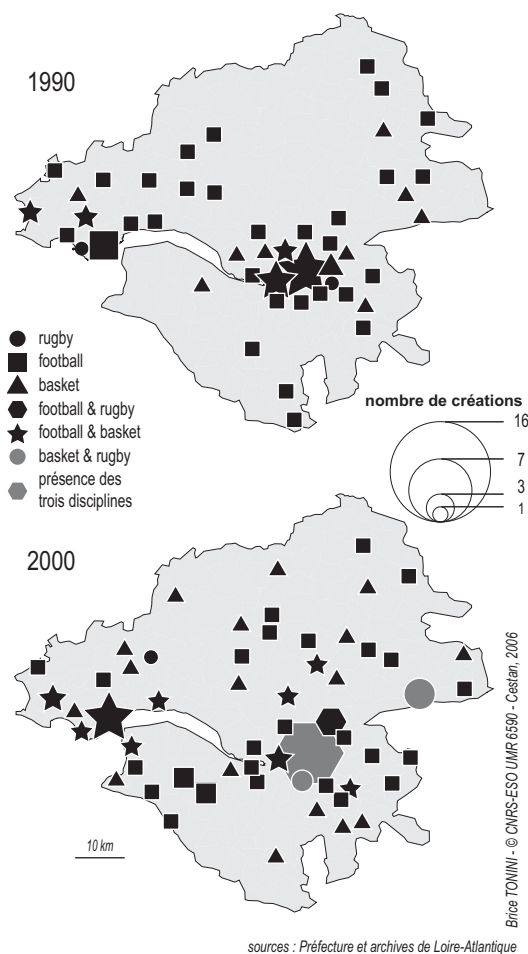 1990
rugby
football
basket
football & rugby
football & basket
basket & rugby
présence des
trois disciplines
nombre de créations
16
7
3
1
2000
10 km
Brice TONINI - © CNRS-ESO UMR 6590 - Cestan, 2006
sources : Préfecture et archives de Loire-Atlantique